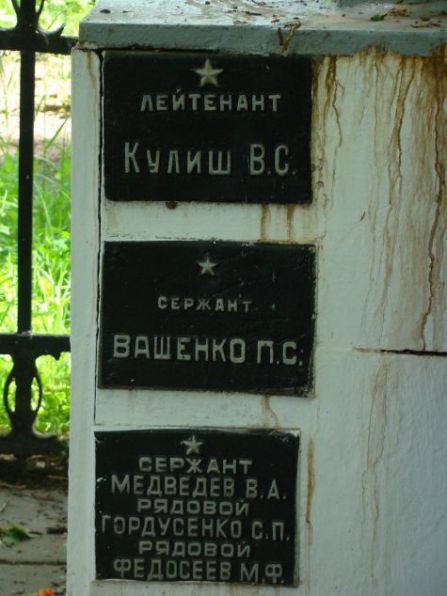 ЛЕЙТЕНАНТ
КУЛИШ В.С.
СЕРЖАНТ
ВАШЕНКО П.С.
СЕРЖАНТ
МЕДВЕДЕВ В.А.
РЯДОВОЙ
ГОРДУСЕНКО С.П.
РЯДОВОЙ
ФЕДОСЕЕВ М.Ф.